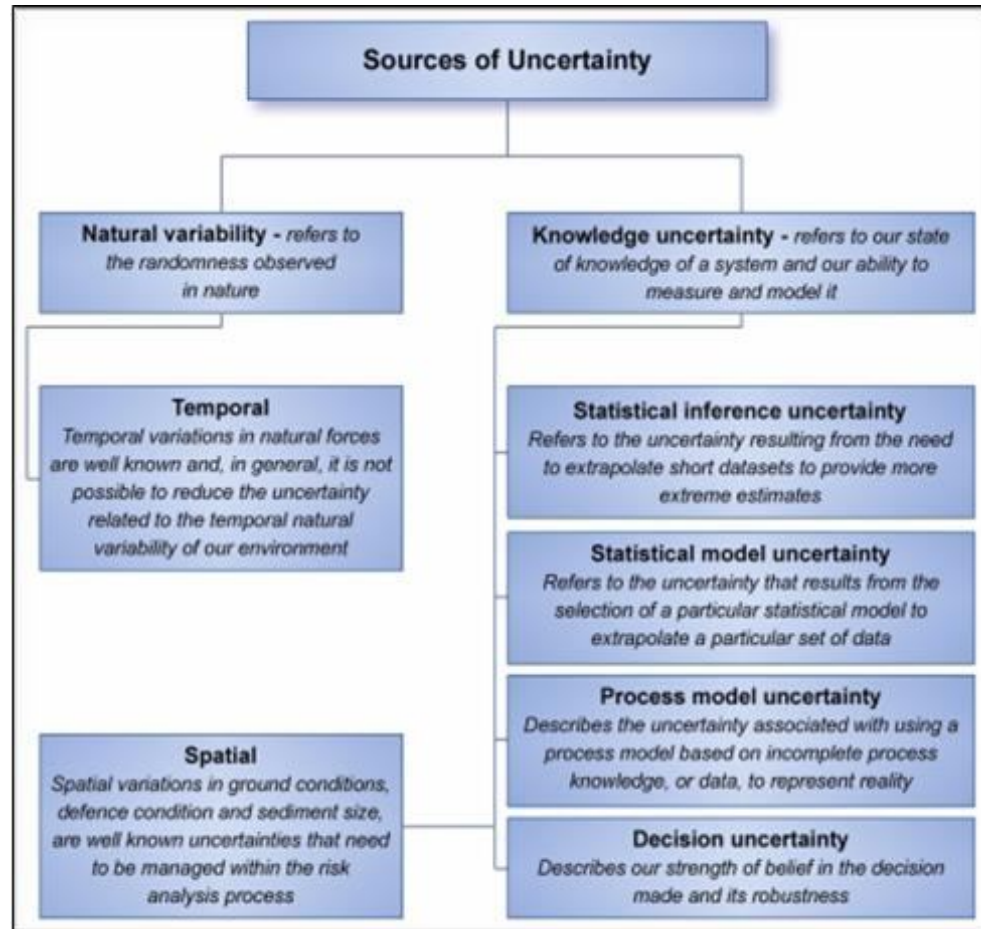 Sources of Uncertainty
Natural variability - refers to
the randomness observed
in nature
Knowledge uncertainty - refers to our state
of knowledge of a system and our ability to
measure and model it
Temporal
Temporal variations in natural forces
are well known and, in general, it is not
possible to reduce the uncertainty
related to the temporal natural
variability of our environment
Statistical inference uncertainty
Refers to the uncertainty resulting from the need
to extrapolate short datasets to provide more
extreme estimates
Statistical model uncertainty
Refers to the uncertainty that results from the
selection of a particular statistical model to
extrapolate a particular set of data
Process model uncertainty
Describes the uncertainty associated with using a
process model based on incomplete process
knowledge, or data, to represent reality
Spatial
Spatial variations in ground conditions,
defence condition and sediment size,
are well known uncertainties that need
to be managed within the risk
analysis process
Decision uncertainty
Describes our strength of belief in the decision
made and its robustness